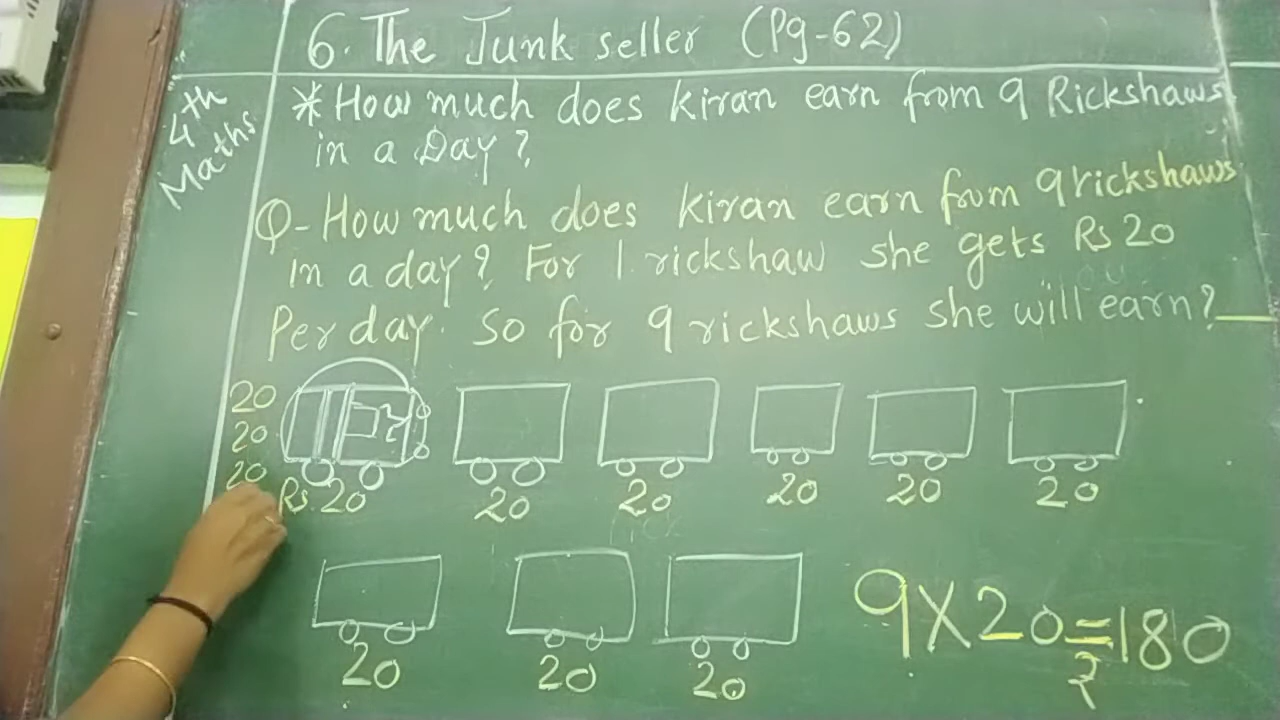 6. The Junk seller (Pg-62)
4th
Maths
*How much does kiran earn from 9 Rickshaws
in a Day?
Q-How much does kiran earn from 9 rickshaws
in a day? For 1 rickshaw she gets Rs 20
Per day. So for 9 rickshaws she will earn?
20
20
20
Rs.20 20 20 20 20 20
20 20 20
9X20=180
₹